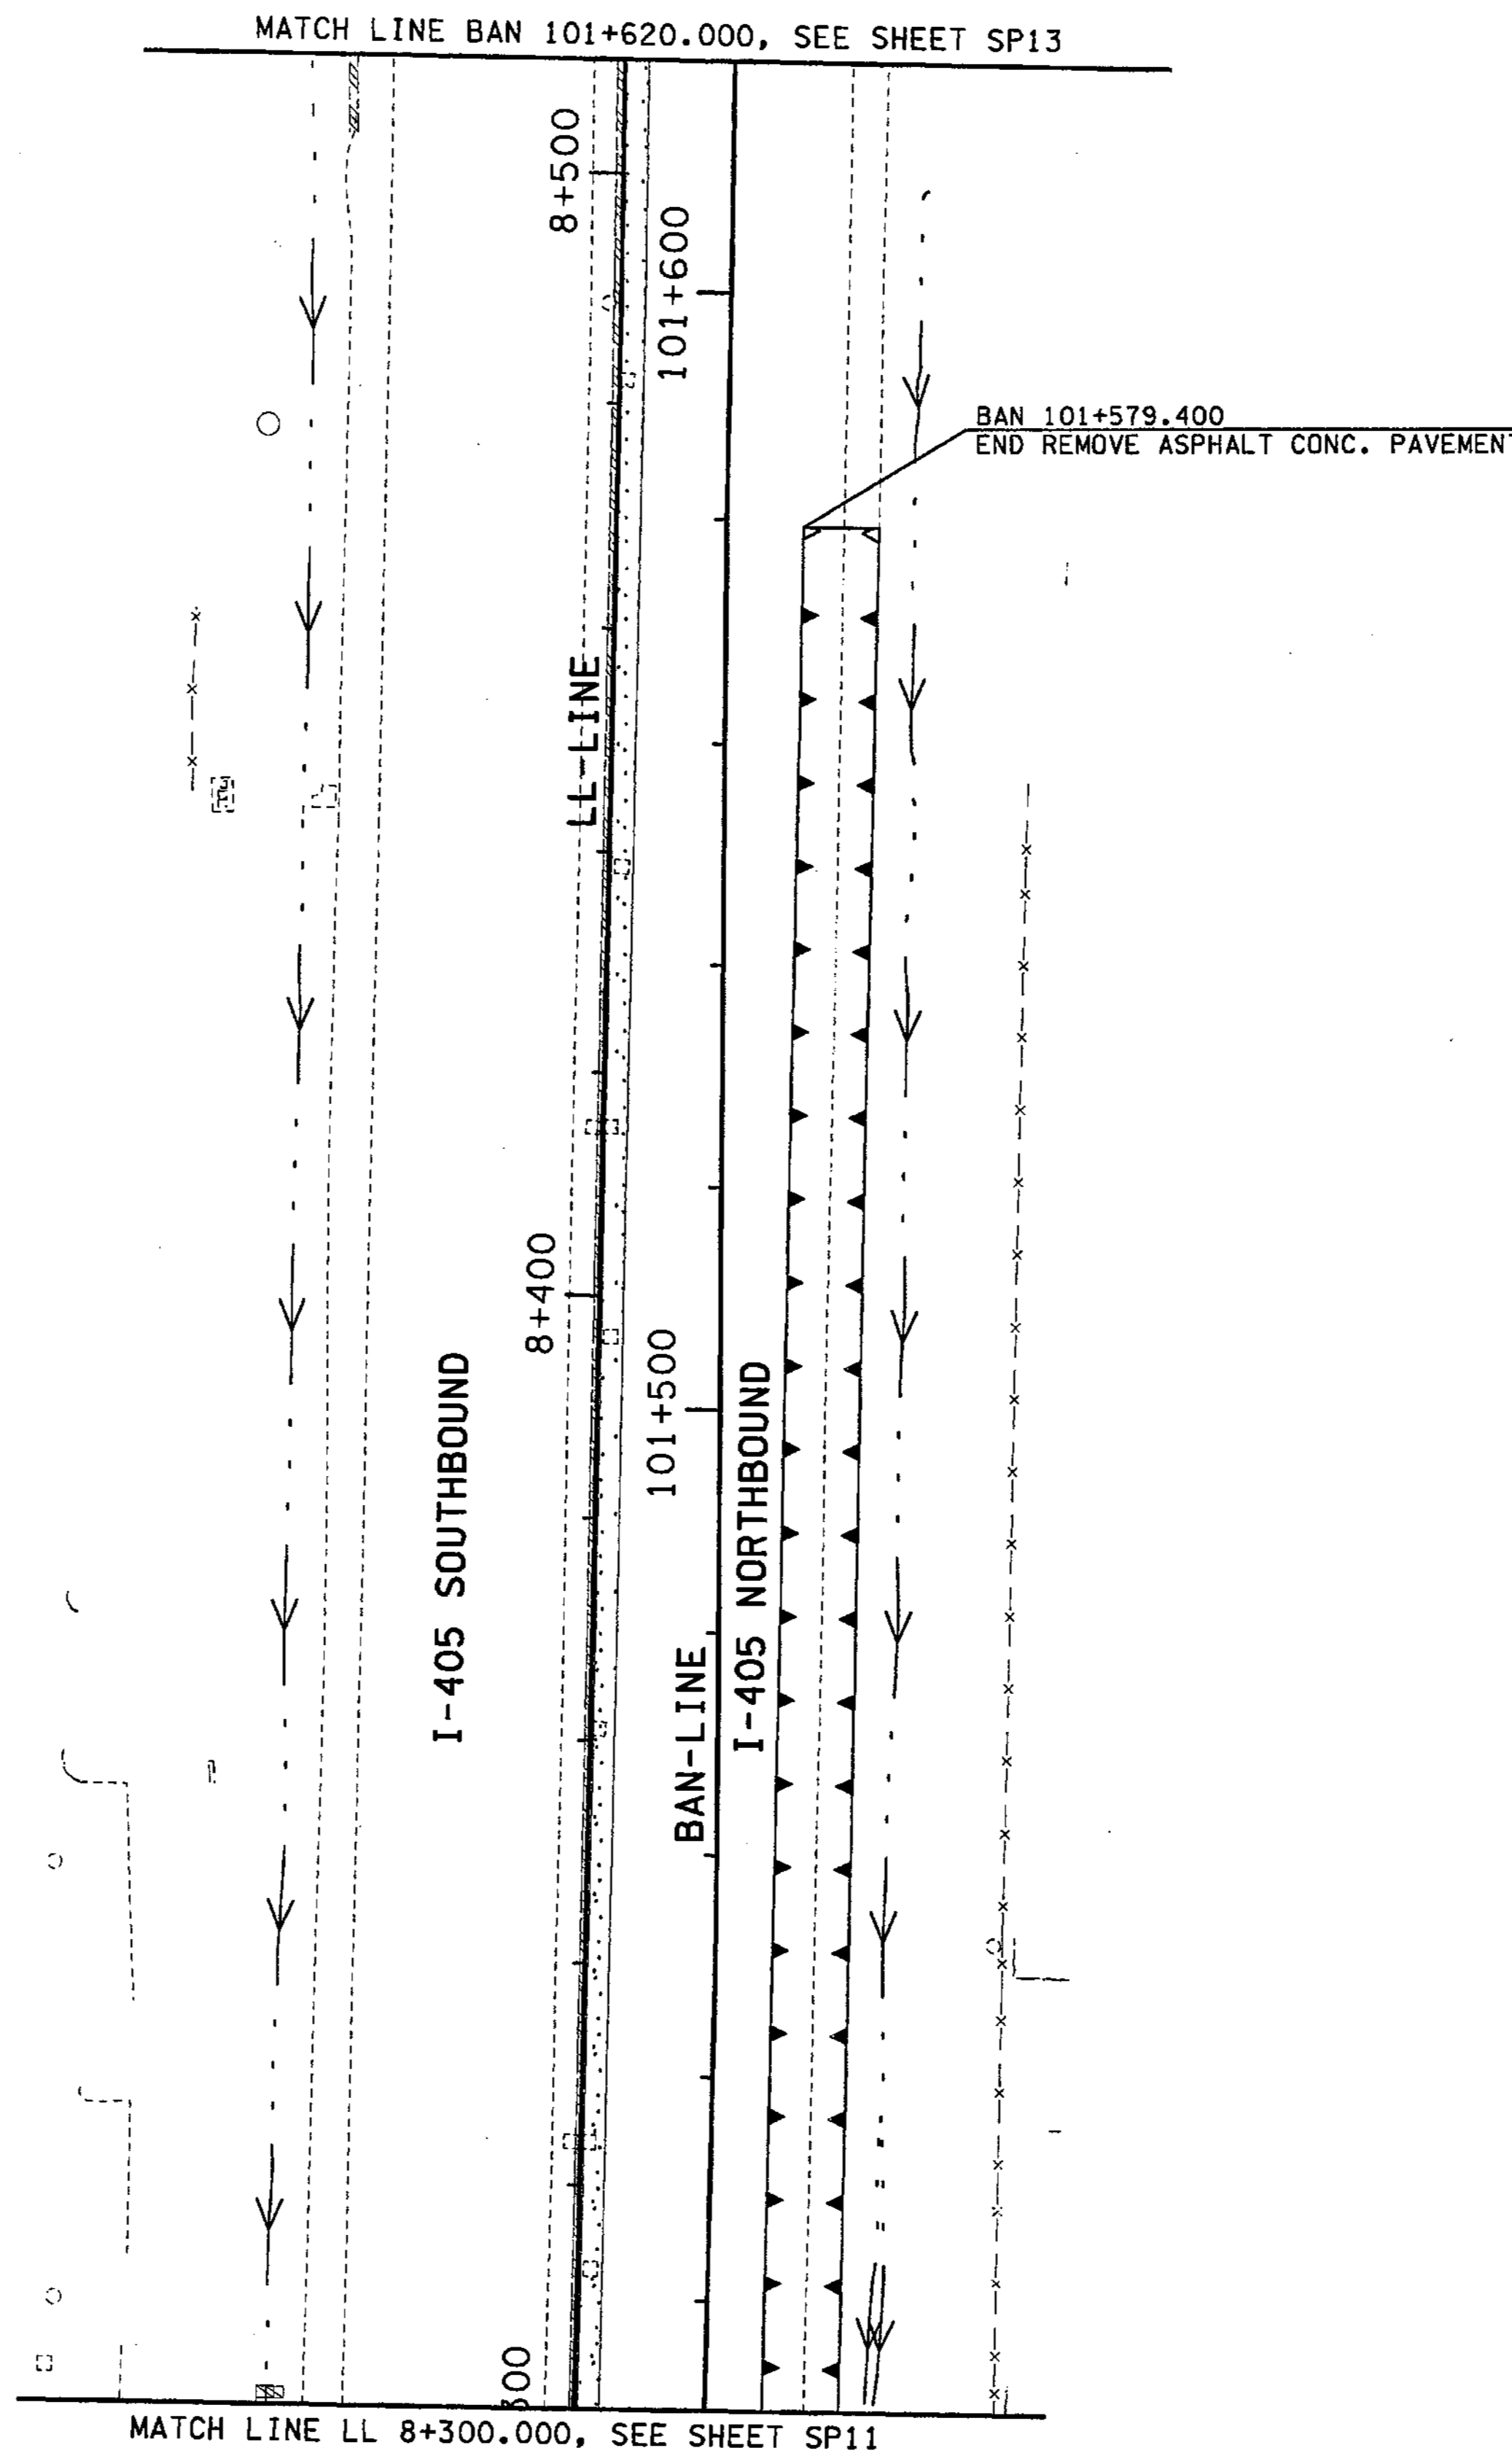 MATCH LINE BAN 101+620.000, SEE SHEET SP13
8+500
101+600
BAN 101+579.400
END REMOVE ASPHALT CONC. PAVEMENT
LL-LINE
8+400
101+500
I-405 SOUTHBOUND
I-405 NORTHBOUND
BAN-LINE
300
MATCH LINE LL 8+300.000, SEE SHEET SP11